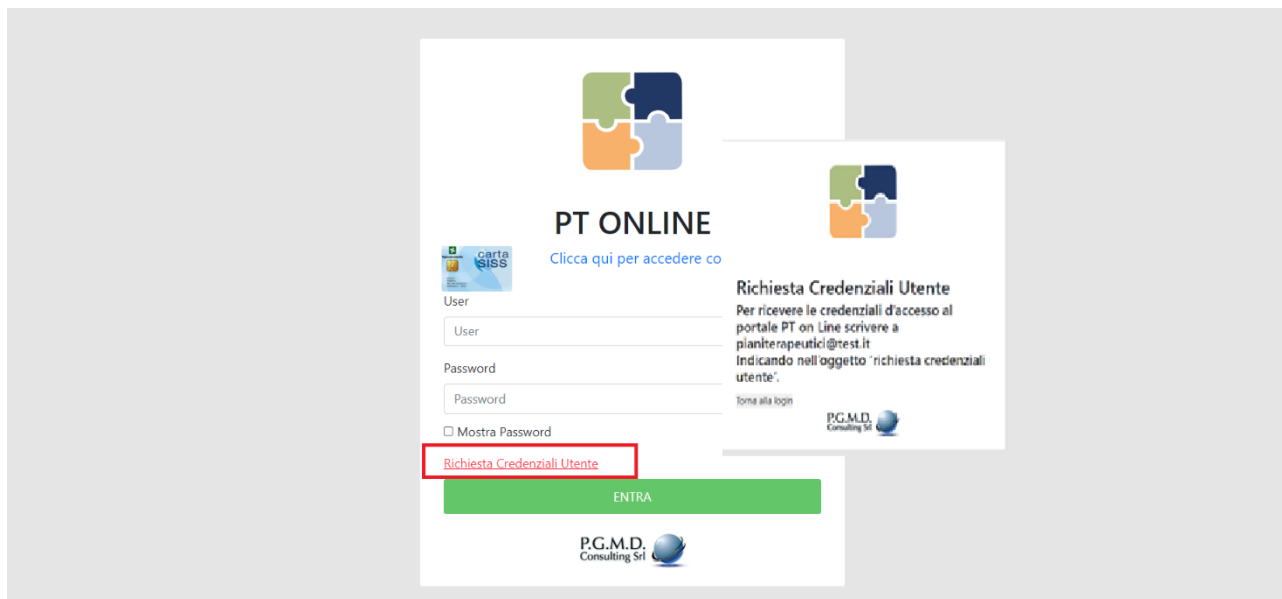 PT ONLINE
carta
SISS
Clicca qui per accedere co
User
User
Password
Password
Mostra Password
Richiesta Credenziali Utente
ENTRA
P.G.M.D.
Consulting Srl
Richiesta Credenziali Utente
Per ricevere le credenziali d'accesso al
portale PT on Line scrivere a
pianiterapeutici@test.it
Indicando nell'oggetto "richiesta credenziali
utente".
Torna alla login
P.G.M.D.
Consulting Srl